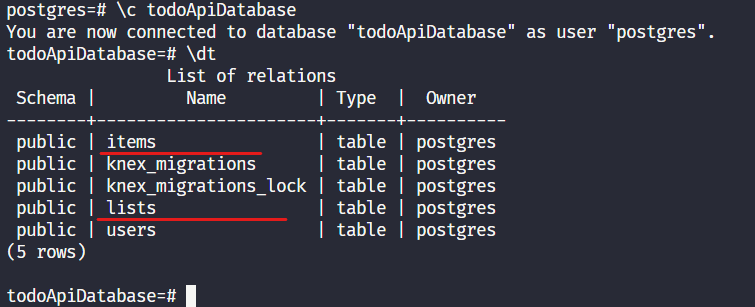 postgres=# \c todoApiDatabase
You are now connected to database "todoApiDatabase" as user "postgres".
todoApiDatabase=# \dt
                List of relations
 Schema |         Name         | Type  |  Owner
--------+----------------------+-------+----------
 public | items                | table | postgres
 public | knex_migrations      | table | postgres
 public | knex_migrations_lock | table | postgres
 public | lists                | table | postgres
 public | users                | table | postgres
(5 rows)
todoApiDatabase=#